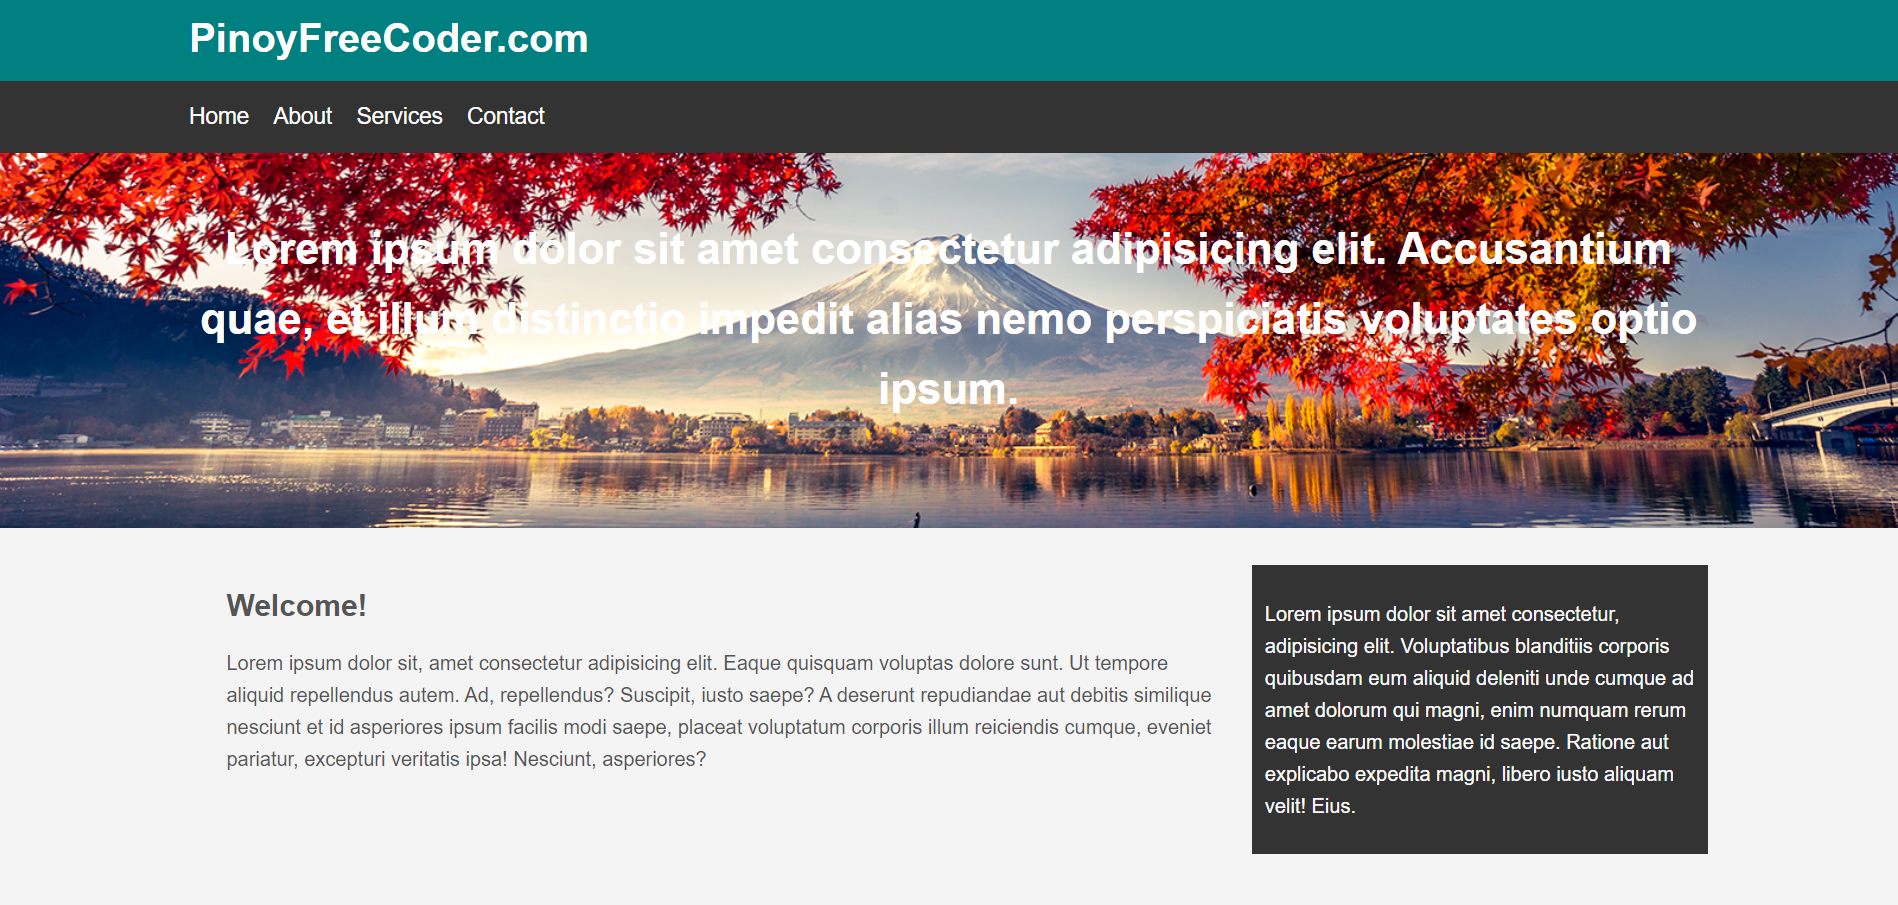 PinoyFreeCoder.com
Home About Services Contact
Lorem ipsum dolor sit amet consectetur adipisicing elit. Accusantium
quae, et illum distinctio impedit alias nemo perspiciatis voluptates optio
ipsum.
Welcome!
Lorem ipsum dolor sit, amet consectetur adipisicing elit. Eaque quisquam voluptas dolore sunt. Ut tempore
aliquid repellendus autem. Ad, repellendus? Suscipit, iusto saepe? A deserunt repudiandae aut debitis similique
nesciunt et id asperiores ipsum facilis modi saepe, placeat voluptatum corporis illum reiciendis cumque, eveniet
pariatur, excepturi veritatis ipsa! Nesciunt, asperiores?
Lorem ipsum dolor sit amet consectetur,
adipisicing elit. Voluptatibus blanditiis corporis
quibusdam eum aliquid deleniti unde cumque ad
amet dolorum qui magni, enim numquam rerum
eaque earum molestiae id saepe. Ratione aut
explicabo expedita magni, libero iusto aliquam
velit! Eius.